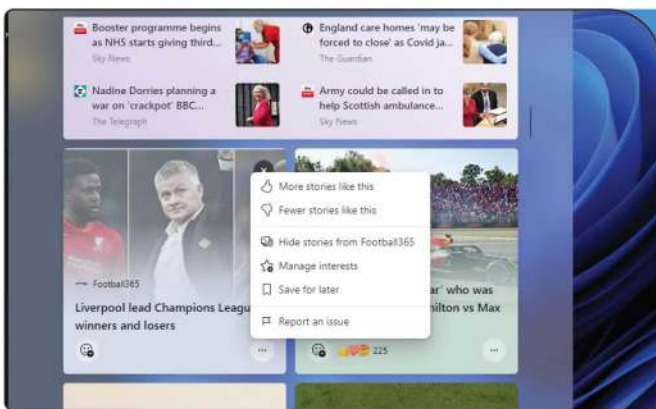 Booster programme begins
as NHS starts giving third...
Sky News
England care homes 'may be
forced to close' as Covid ja...
The Guardian
Nadine Dorries planning a
war on 'crackpot' BBC...
The Telegraph
Army could be called in to
help Scottish ambulance...
Sky News
More stories like this
Fewer stories like this
Hide stories from Football365
Manage interests
Save for later
Report an issue
Football365
Liverpool lead Champions Leagu
winners and losers
ar' who was
milton vs Max
225